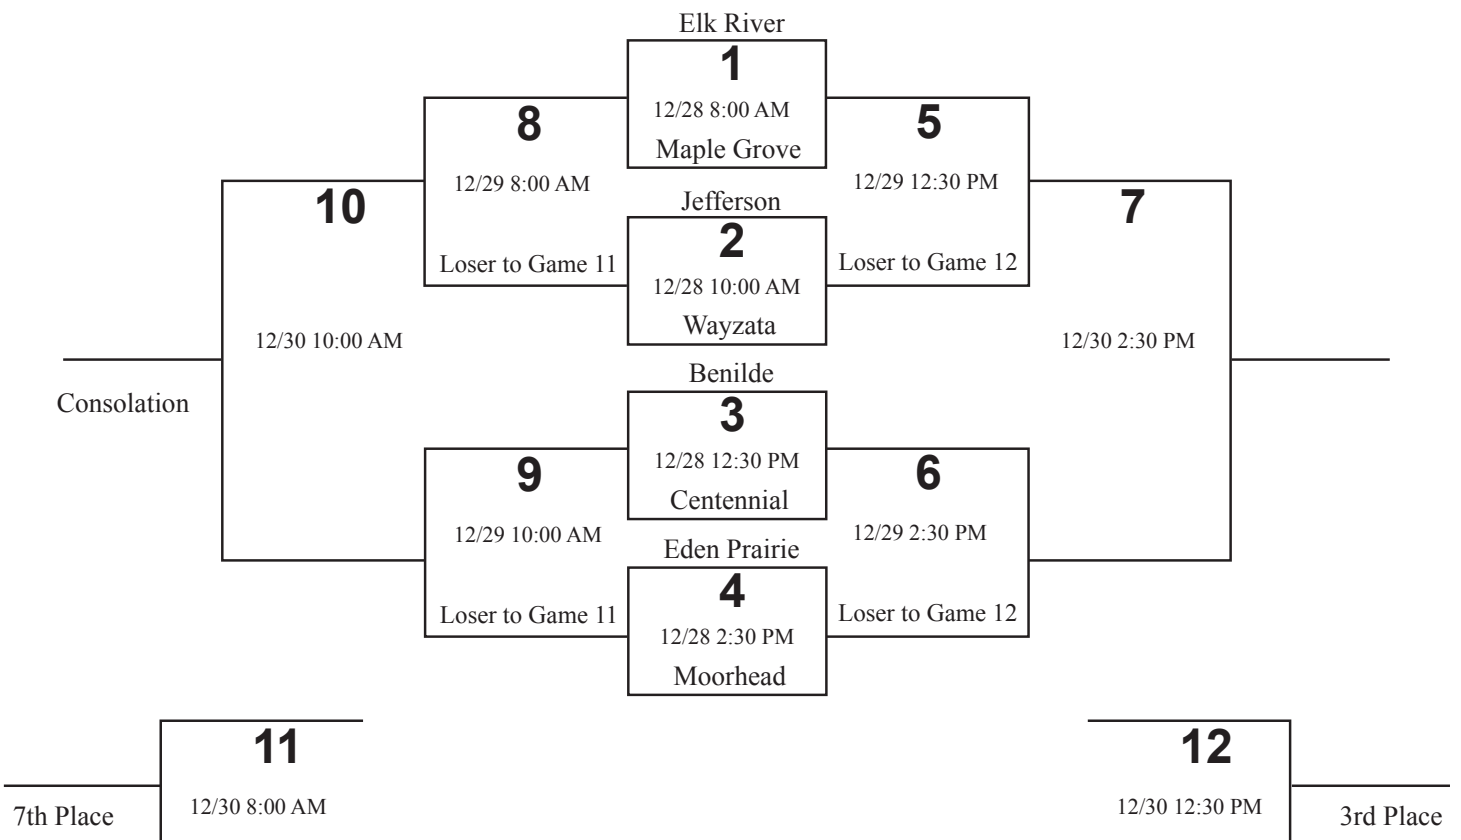 Elk River
1
12/28 8:00 AM
Maple Grove
8
12/29 8:00 AM
Loser to Game 11
5
12/29 12:30 PM
Loser to Game 12
10
12/30 10:00 AM
Consolation
Jefferson
2
12/28 10:00 AM
Wayzata
7
12/30 2:30 PM
Benilde
3
12/28 12:30 PM
Centennial
9
12/29 10:00 AM
Loser to Game 11
6
12/29 2:30 PM
Loser to Game 12
Eden Prairie
4
12/28 2:30 PM
Moorhead
11
12/30 8:00 AM
7th Place
12
12/30 12:30 PM
3rd Place